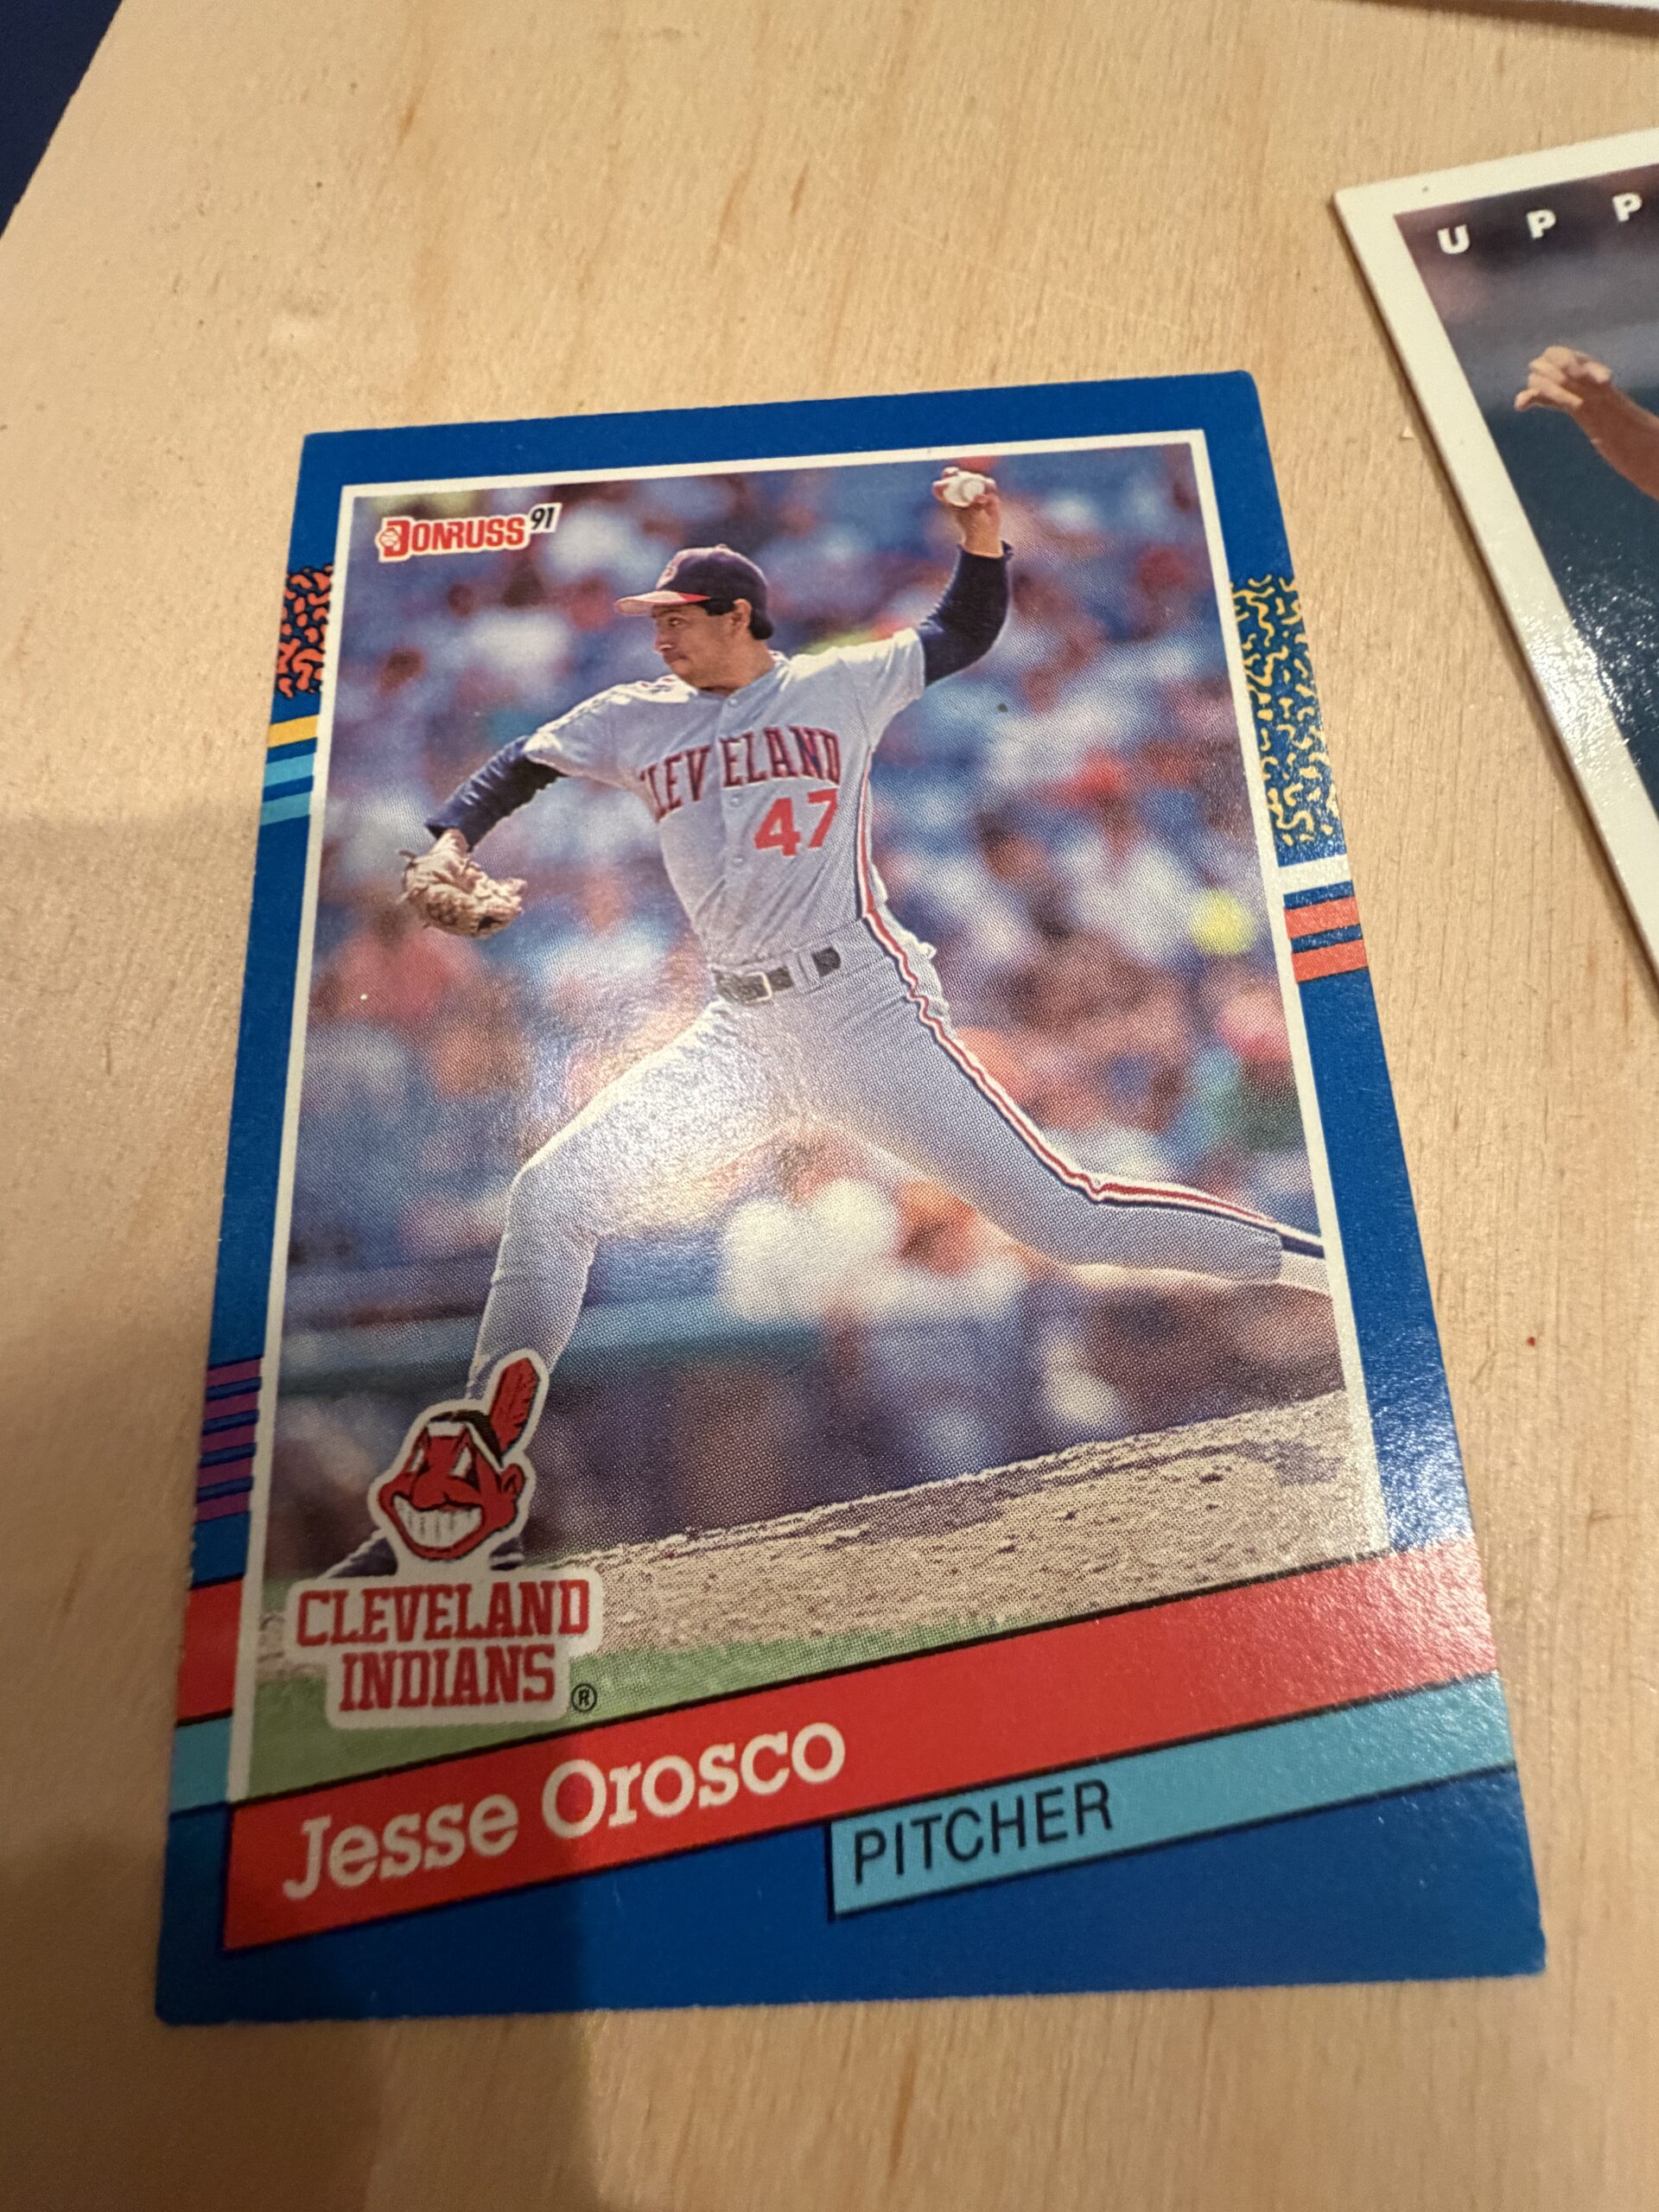 UPP
DONRUSS 91
CLEVELAND
47
CLEVELAND
INDIANS ®
Jesse Orosco
PITCHER